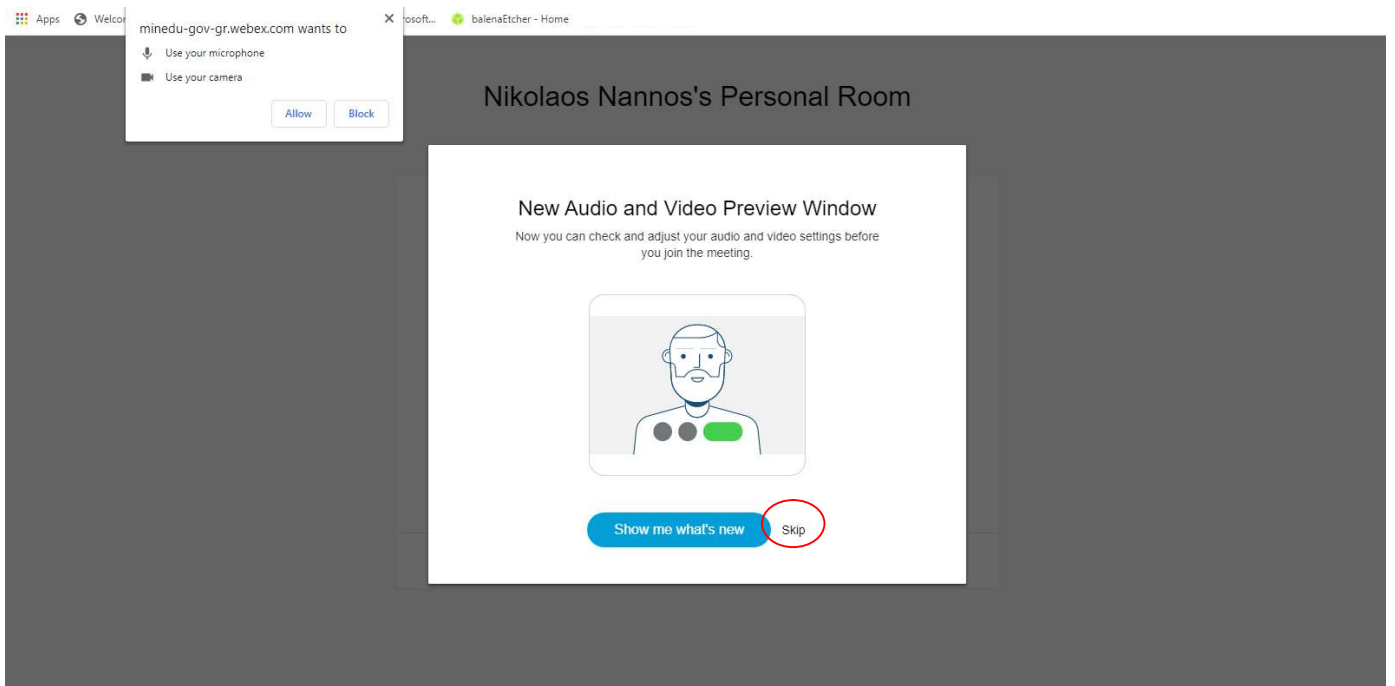 Apps Welcor
minedu-gov-gr.webex.com wants to
rosoft... balenaEtcher - Home
Use your microphone
Use your camera
Allow Block
Nikolaos Nannos's Personal Room
New Audio and Video Preview Window
Now you can check and adjust your audio and video settings before
you join the meeting.
Show me what's new Skip